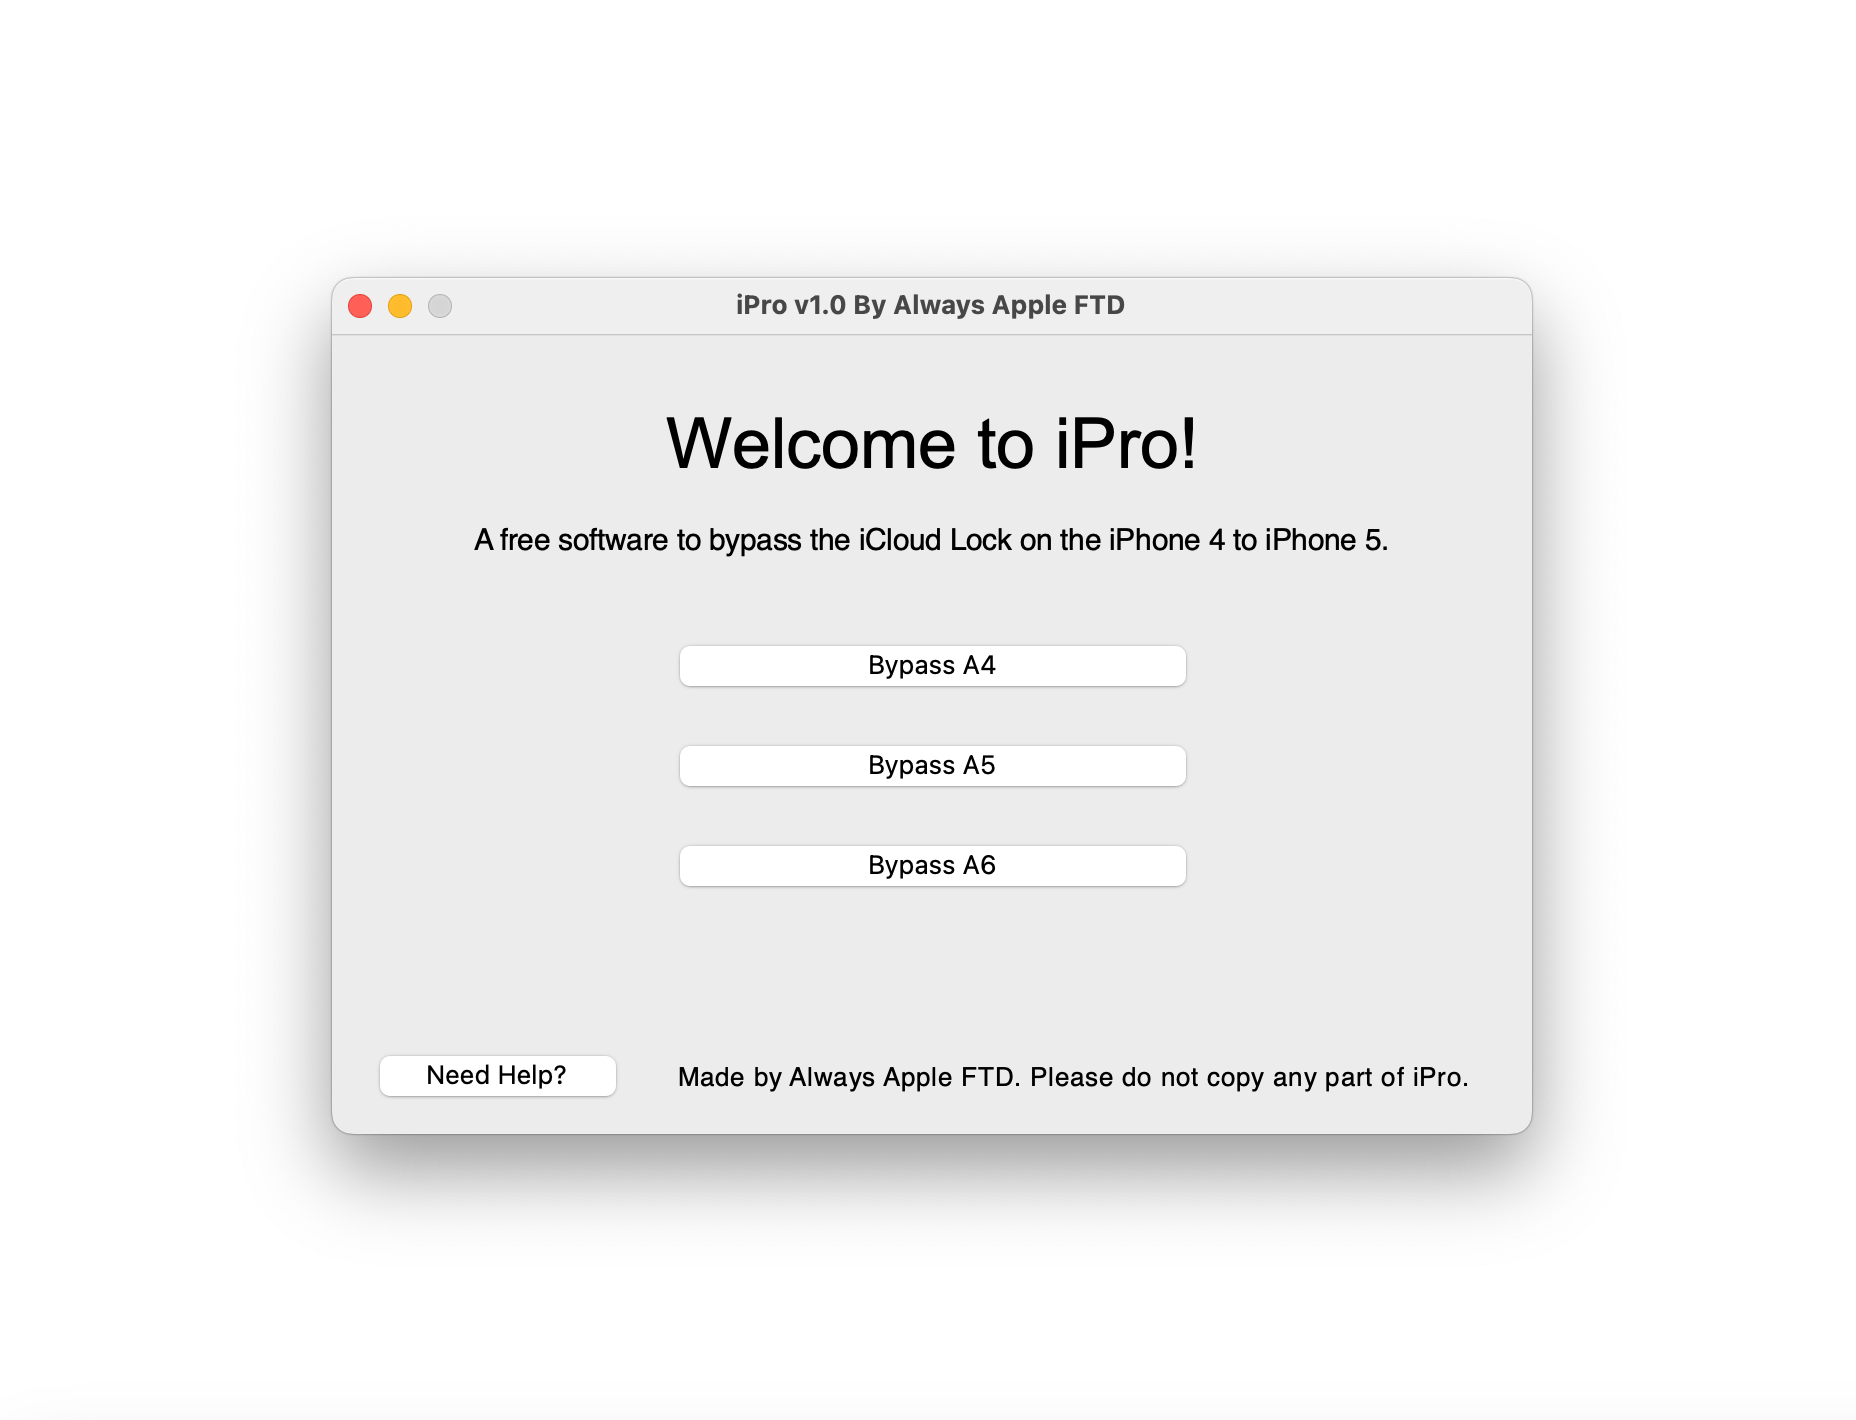 iPro v1.0 By Always Apple FTD
Welcome to iPro!
A free software to bypass the iCloud Lock on the iPhone 4 to iPhone 5.
Bypass A4
Bypass A5
Bypass A6
Need Help?
Made by Always Apple FTD. Please do not copy any part of iPro.